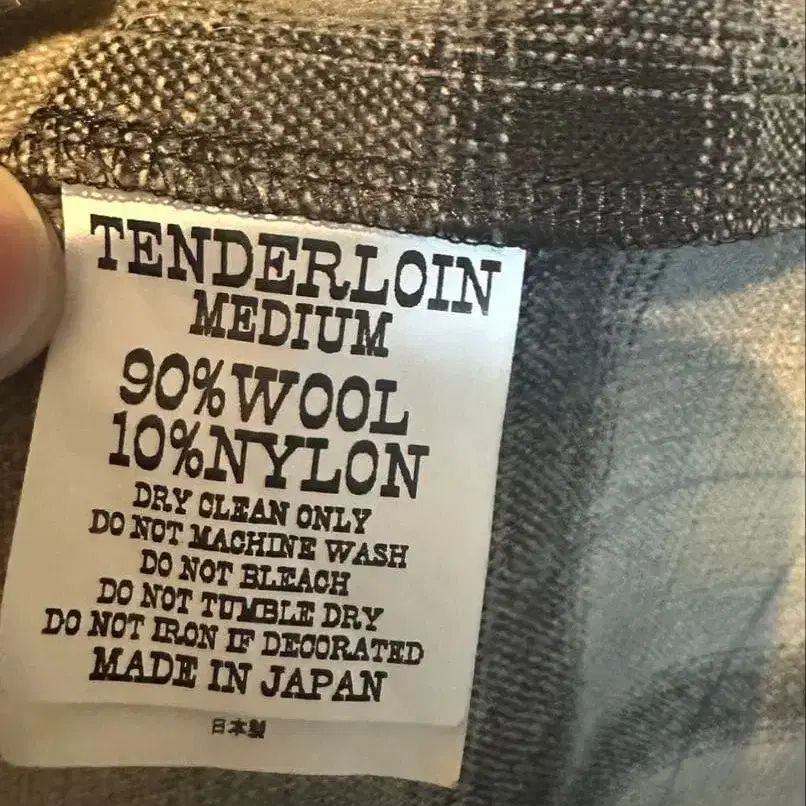 TENDERLOIN
MEDIUM
90%WOOL
10%NYLON
DRY CLEAN ONLY
DO NOT MACHINE WASH
DO NOT BLEACH
DO NOT TUMBLE DRY
DO NOT IRON IF DECORATED
MADE IN JAPAN
日本製